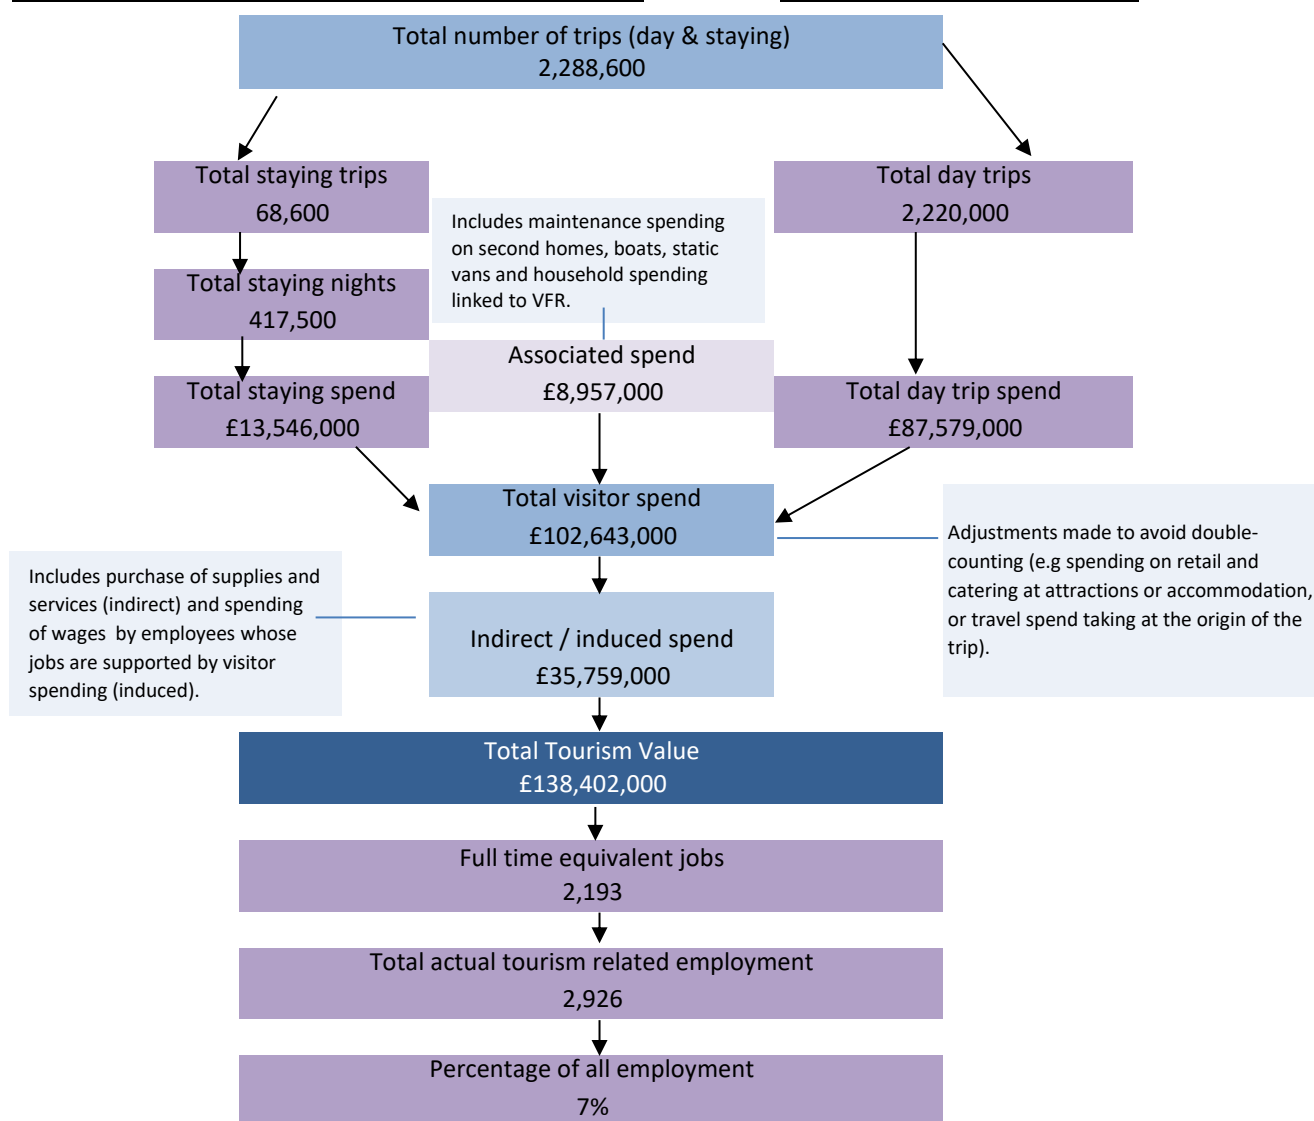 Total number of trips (day & staying)
2,288,600
Total staying trips
68,600
Total day trips
2,220,000
Includes maintenance spending
on second homes, boats, static
vans and household spending
linked to VFR.
Total staying nights
417,500
Associated spend
£8,957,000
Total staying spend
£13,546,000
Total day trip spend
£87,579,000
Total visitor spend
£102,643,000
Adjustments made to avoid double-
counting (e.g spending on retail and
catering at attractions or accommodation,
or travel spend taking at the origin of the
trip).
Includes purchase of supplies and
services (indirect) and spending
of wages  by employees whose
jobs are supported by visitor
spending (induced).
Indirect / induced spend
£35,759,000
Total Tourism Value
£138,402,000
Full time equivalent jobs
2,193
Total actual tourism related employment
2,926
Percentage of all employment
7%